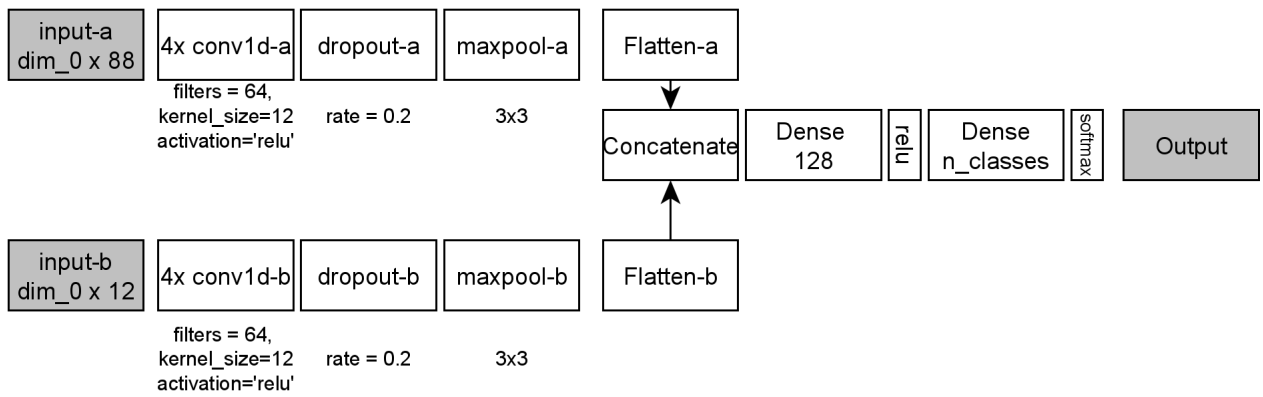 input-a
dim_0 x 88
4x conv1d-a
dropout-a
maxpool-a
Flatten-a
filters = 64,
kernel_size=12
activation='relu'
rate = 0.2
3x3
Concatenate
Dense
128
relu
Dense
n_classes
softmax
Output
input-b
dim_0 x 12
4x conv1d-b
dropout-b
maxpool-b
Flatten-b
filters = 64,
kernel_size=12
activation='relu'
rate = 0.2
3x3